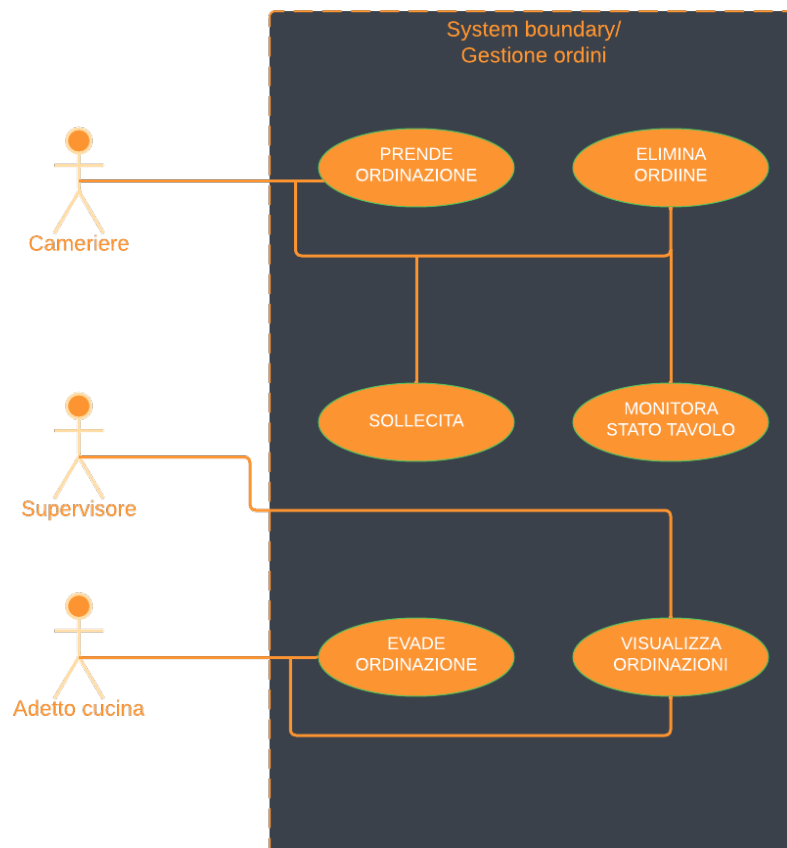 System boundary/
Gestione ordini
PRENDE
ORDINAZIONE
ELIMINA
ORDIINE
Cameriere
SOLLECITA
MONITORA
STATO TAVOLO
Supervisore
EVADE
ORDINAZIONE
VISUALIZZA
ORDINAZIONI
Adetto cucina